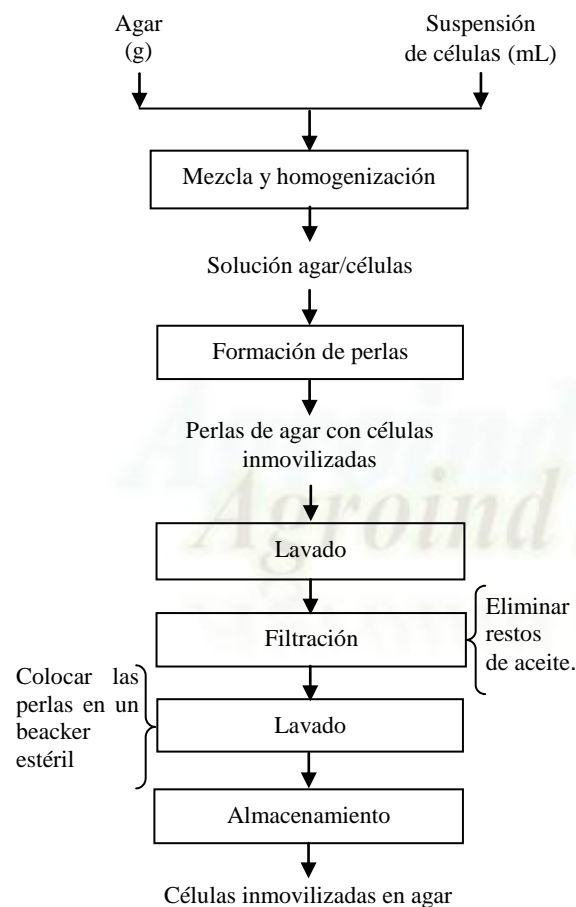 Agar
(g)
Suspensión
de células (mL)
Mezcla y homogenización
Solución agar/células
Formación de perlas
Perlas de agar con células
inmovilizadas
Agroind
Lavado
Filtración
Eliminar
restos
de aceite.
Colocar las
perlas en un
beacker
estéril
Lavado
Almacenamiento
Células inmovilizadas en agar